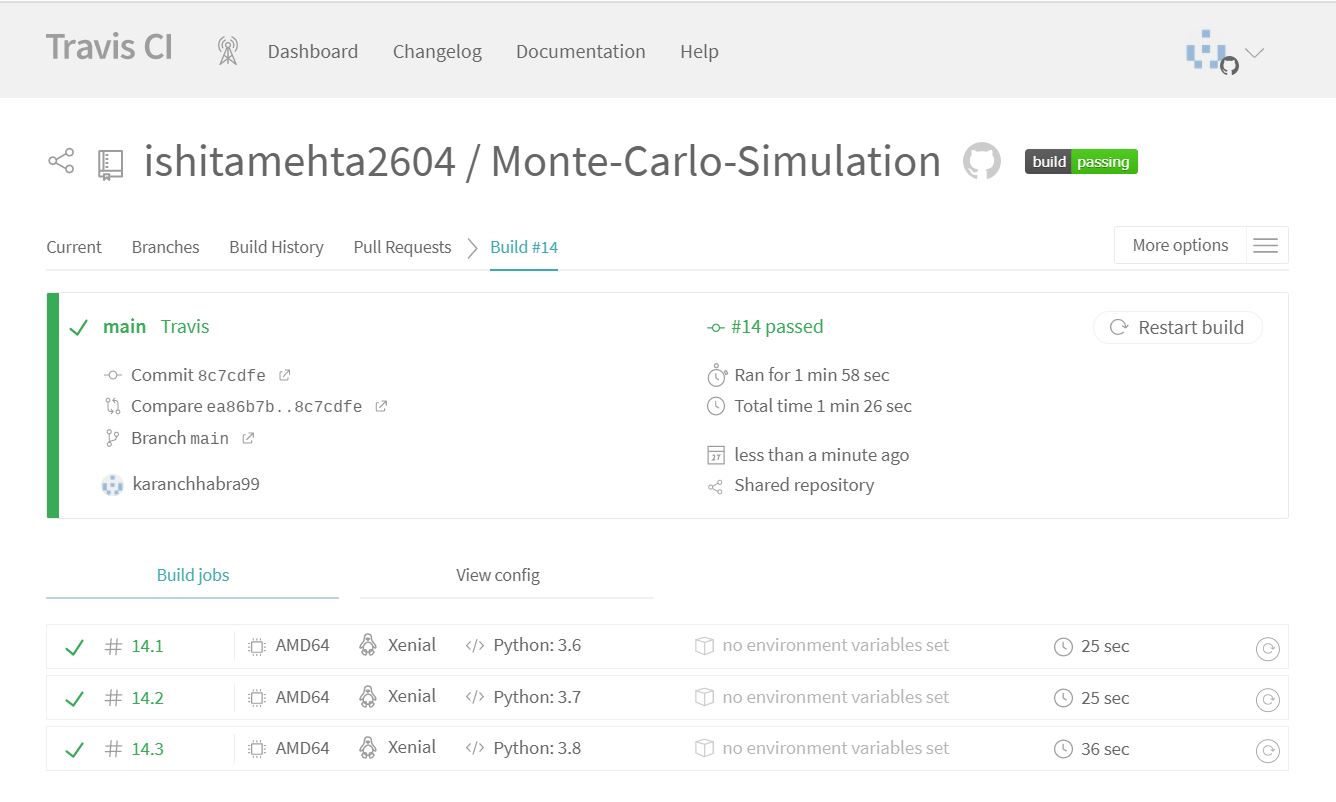 Travis CI Dashboard Changelog Documentation Help
ishitamehta2604 / Monte-Carlo-Simulation build passing
Current Branches Build History Pull Requests Build #14 More options
main Travis
Commit 8c7cdfe
Compare ea86b7b..8c7cdfe
Branch main
karanchhabra99
#14 passed
Ran for 1 min 58 sec
Total time 1 min 26 sec
17 less than a minute ago
Shared repository
Restart build
Build jobs View config
# 14.1 AMD64 Xenial </> Python: 3.6 no environment variables set 25 sec
# 14.2 AMD64 Xenial </> Python: 3.7 no environment variables set 25 sec
# 14.3 AMD64 Xenial </> Python: 3.8 no environment variables set 36 sec